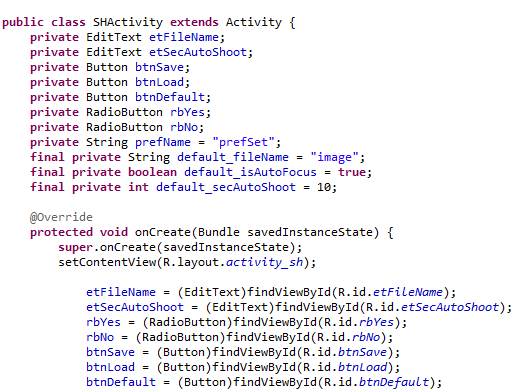 public class SHActivity extends Activity {
    private EditText etFileName;
    private EditText etSecAutoShoot;
    private Button btnSave;
    private Button btnLoad;
    private Button btnDefault;
    private RadioButton rbYes;
    private RadioButton rbNo;
    private String prefName = "prefSet";
    final private String default_fileName = "image";
    final private boolean default_isAutoFocus = true;
    final private int default_secAutoShoot = 10;

    @Override
    protected void onCreate(Bundle savedInstanceState) {
        super.onCreate(savedInstanceState);
        setContentView(R.layout.activity_sh);

            etFileName = (EditText)findViewById(R.id.etFileName);
            etSecAutoShoot = (EditText)findViewById(R.id.etSecAutoShoot);
            rbYes = (RadioButton)findViewById(R.id.rbYes);
            rbNo = (RadioButton)findViewById(R.id.rbNo);
            btnSave = (Button)findViewById(R.id.btnSave);
            btnLoad = (Button)findViewById(R.id.btnLoad);
            btnDefault = (Button)findViewById(R.id.btnDefault);